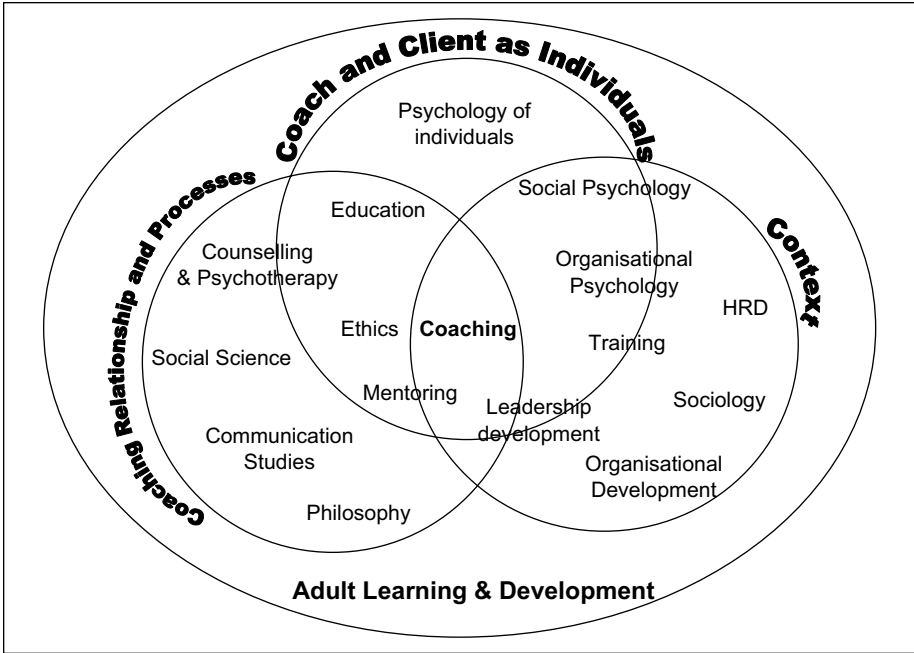 Coach and Client as Individuals
Psychology of
individuals
Coaching Relationship and Processes
Context
Social Psychology
Education
Counselling
& Psychotherapy
Organisational
Psychology
HRD
Ethics
Coaching
Training
Social Science
Mentoring
Leadership
development
Sociology
Communication
Studies
Organisational
Development
Philosophy
Adult Learning & Development